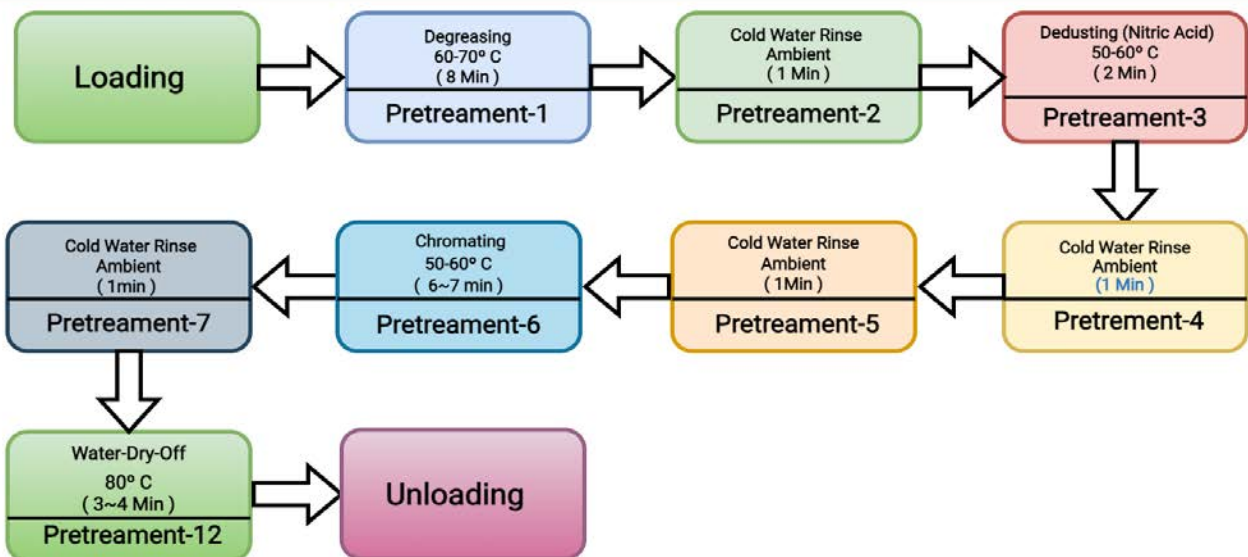 Loading
Degreasing
60-70º C
( 8 Min )
Pretreament-1
Cold Water Rinse
Ambient
( 1 Min )
Pretreament-2
Dedusting (Nitric Acid)
50-60º C
( 2 Min )
Pretreament-3
Cold Water Rinse
Ambient
(1 Min)
Pretrement-4
Cold Water Rinse
Ambient
(1Min)
Pretreament-5
Chromating
50-60º C
( 6~7 min )
Pretreament-6
Cold Water Rinse
Ambient
( 1min )
Pretreament-7
Water-Dry-Off
80º C
( 3~4 Min )
Pretreament-12
Unloading